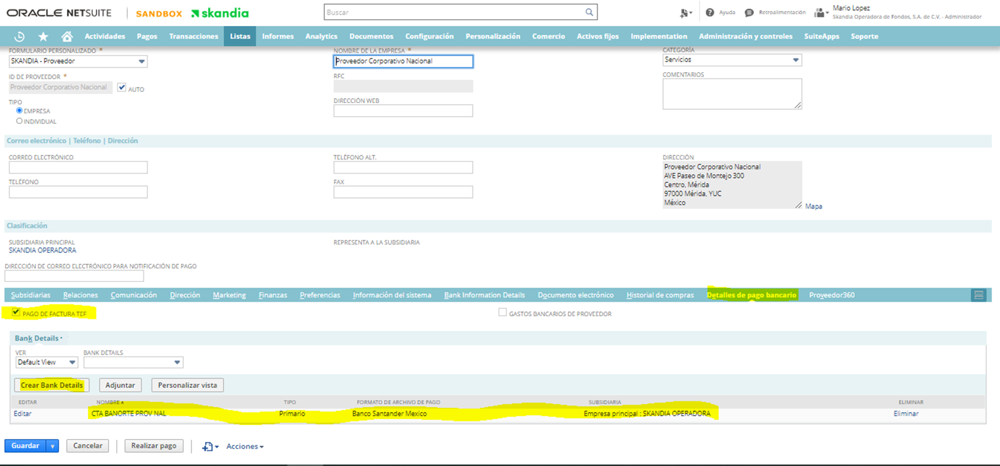 ORACLE NETSUITE SANDBOX skandia
Buscar
Ayuda
Retroalimentación
Mario Lopez
Skandia Operadora de Fondos, S.A. de C.V. - Administrador
Actividades Pagos Transacciones Listas Informes Analytics Documentos Configuración Personalización Comercio Activos fijos Implementation Administración y controles SuiteApps Soporte
FORMULARIO PERSONALIZADO *
SKANDIA - Proveedor
ID DE PROVEEDOR *
Proveedor Corporativo Nacional
AUTO
TIPO
EMPRESA
INDIVIDUAL
NOMBRE DE LA EMPRESA *
Proveedor Corporativo Nacional
RFC
DIRECCIÓN WEB
CATEGORÍA
Servicios
COMENTARIOS
Correo electrónico | Teléfono | Dirección
CORREO ELECTRÓNICO
TELÉFONO
TELÉFONO ALT.
FAX
DIRECCIÓN
Proveedor Corporativo Nacional
AVE Paseo de Montejo 300
Centro, Mérida
97000 Mérida, YUC
México
Mapa
Clasificación
SUBSIDIARIA PRINCIPAL
SKANDIA OPERADORA
REPRESENTA A LA SUBSIDIARIA
DIRECCIÓN DE CORREO ELECTRÓNICO PARA NOTIFICACIÓN DE PAGO
Subsidiarias Relaciones Comunicación Dirección Marketing Finanzas Preferencias Información del sistema Bank Information Details Documento electrónico Historial de compras Detalles de pago bancario Proveedor360
PAGO DE FACTURA TEF
GASTOS BANCARIOS DE PROVEEDOR
Bank Details •
VER
Default View
BANK DETAILS
Crear Bank Details Adjuntar Personalizar vista
EDITAR NOMBRE ▲ TIPO FORMATO DE ARCHIVO DE PAGO SUBSIDIARIA ELIMINAR
Editar CTA BANORTE PROV NAL Primario Banco Santander Mexico Empresa principal : SKANDIA OPERADORA Eliminar
Guardar Cancelar Realizar pago Acciones